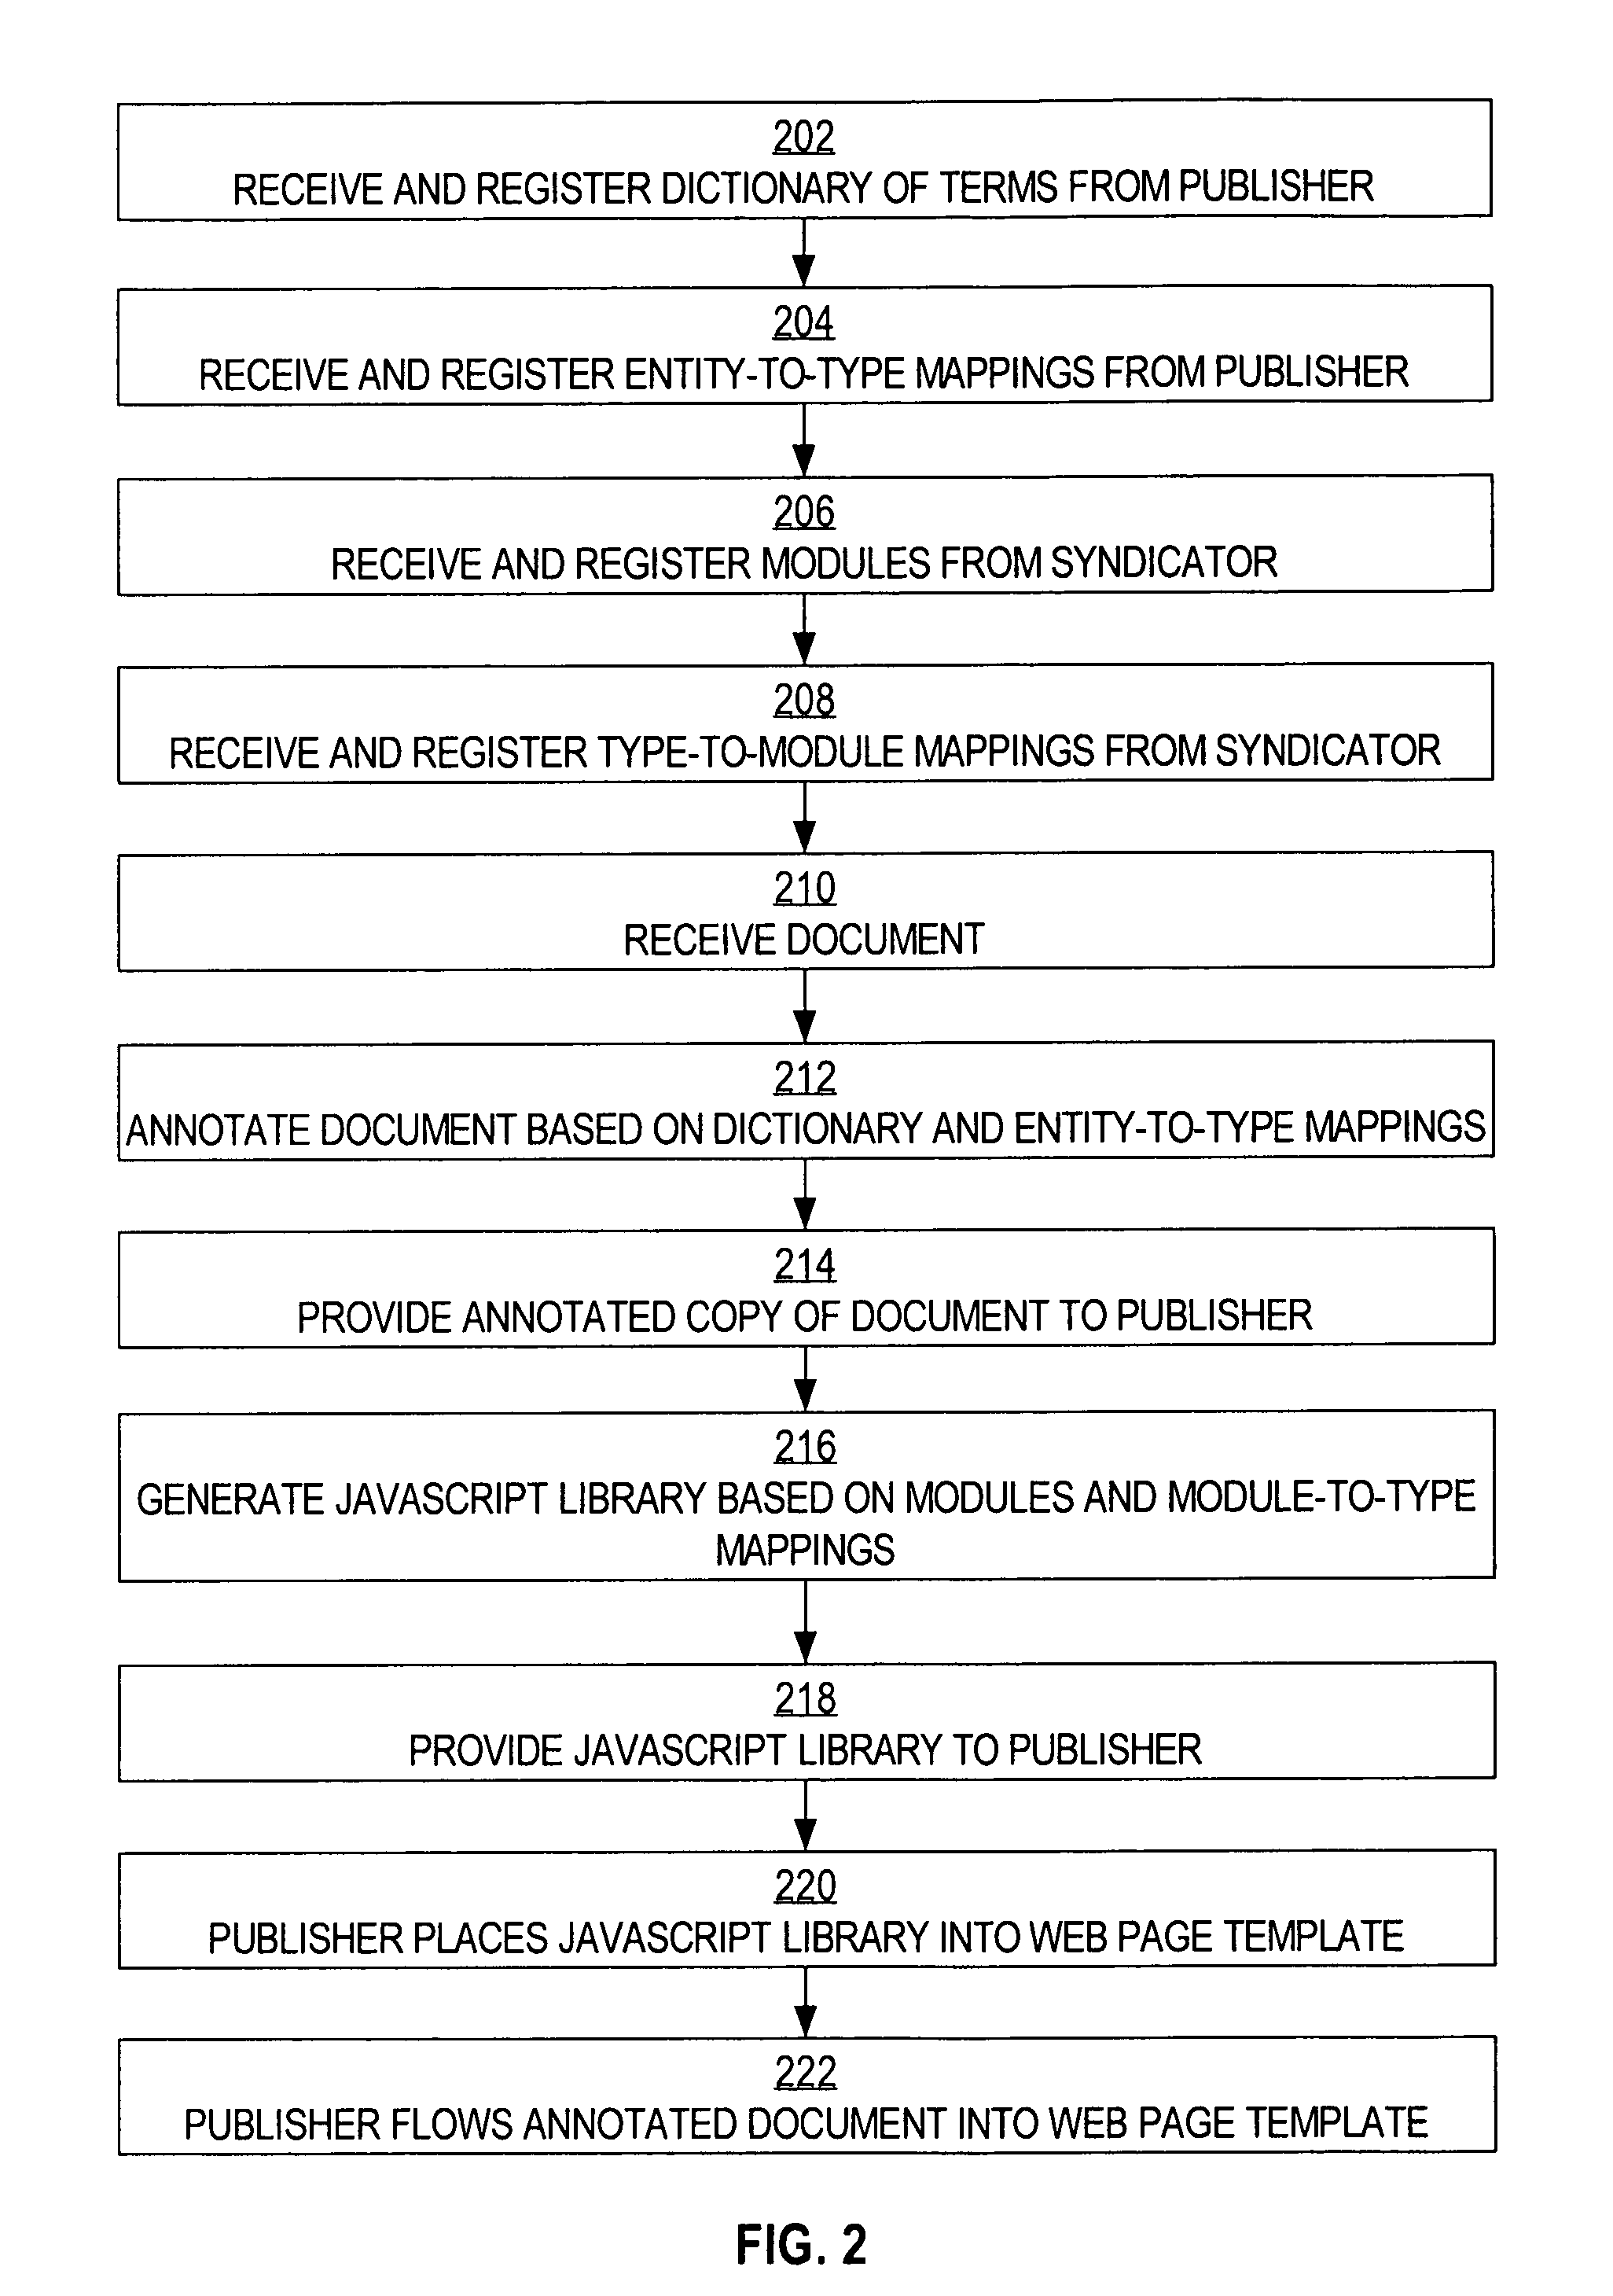 202
RECEIVE AND REGISTER DICTIONARY OF TERMS FROM PUBLISHER
204
RECEIVE AND REGISTER ENTITY-TO-TYPE MAPPINGS FROM PUBLISHER
206
RECEIVE AND REGISTER MODULES FROM SYNDICATOR
208
RECEIVE AND REGISTER TYPE-TO-MODULE MAPPINGS FROM SYNDICATOR
210
RECEIVE DOCUMENT
212
ANNOTATE DOCUMENT BASED ON DICTIONARY AND ENTITY-TO-TYPE MAPPINGS
214
PROVIDE ANNOTATED COPY OF DOCUMENT TO PUBLISHER
216
GENERATE JAVASCRIPT LIBRARY BASED ON MODULES AND MODULE-TO-TYPE
MAPPINGS
218
PROVIDE JAVASCRIPT LIBRARY TO PUBLISHER
220
PUBLISHER PLACES JAVASCRIPT LIBRARY INTO WEB PAGE TEMPLATE
222
PUBLISHER FLOWS ANNOTATED DOCUMENT INTO WEB PAGE TEMPLATE
FIG. 2